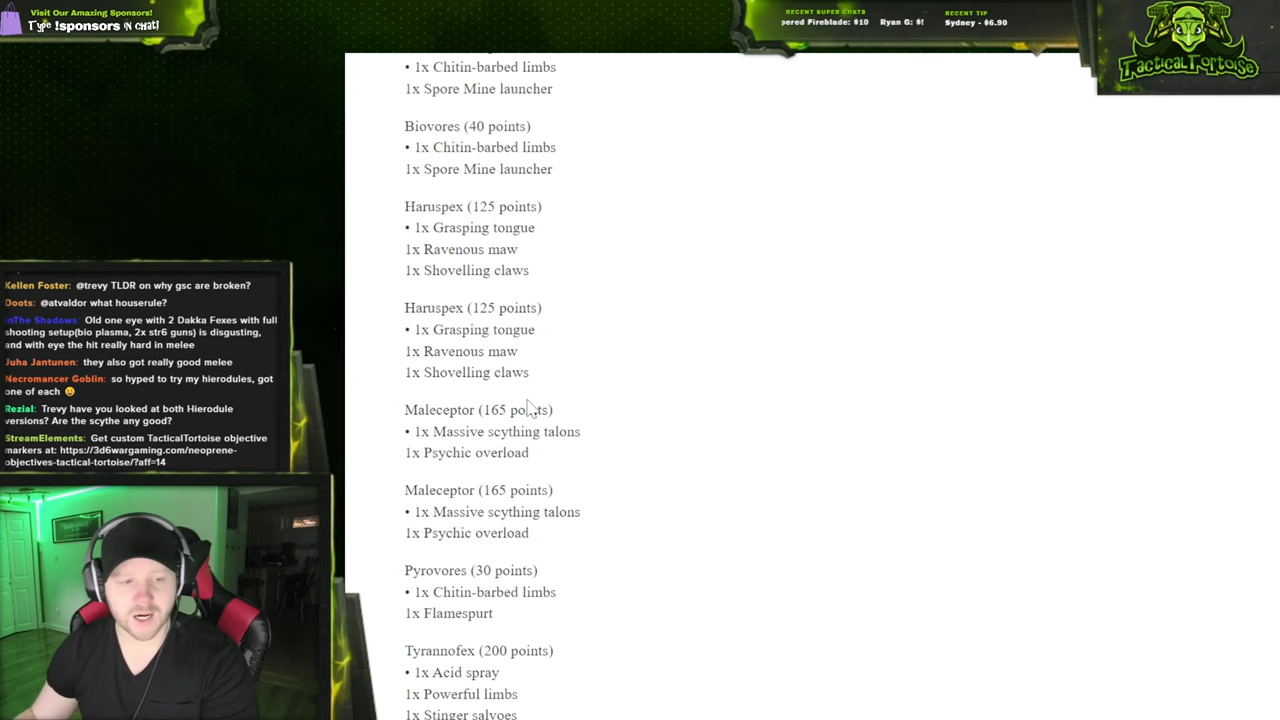 Visit Our Amazing Sponsors!
Type !sponsors in chat!
RECENT SUPER CHATS
pered Fireblade: $10 Ryan G: $!
RECENT TIP
Sydney - $6.90
TacticalTortoise
• 1x Chitin-barbed limbs
1x Spore Mine launcher
Biovores (40 points)
• 1x Chitin-barbed limbs
1x Spore Mine launcher
Haruspex (125 points)
• 1x Grasping tongue
1x Ravenous maw
1x Shovelling claws
Haruspex (125 points)
• 1x Grasping tongue
1x Ravenous maw
1x Shovelling claws
Maleceptor (165 points)
• 1x Massive scything talons
1x Psychic overload
Maleceptor (165 points)
• 1x Massive scything talons
1x Psychic overload
Pyrovores (30 points)
• 1x Chitin-barbed limbs
1x Flamespurt
Tyrannofex (200 points)
• 1x Acid spray
1x Powerful limbs
1x Stinger salvoes
Kellen Foster: @trevy TLDR on why gsc are broken?
Doots: @atvaldor what houserule?
InThe Shadows: Old one eye with 2 Dakka Fexes with full
shooting setup(bio plasma, 2x str6 guns) is disgusting,
and with eye the hit really hard in melee
Juha Jantunen: they also got really good melee
Necromancer Goblin: so hyped to try my hierodules, got
one of each 😀
Rezial: Trevy have you looked at both Hierodule
versions? Are the scythe any good?
StreamElements: Get custom TacticalTortoise objective
markers at: https://3d6wargaming.com/neoprene-
objectives-tactical-tortoise/?aff=14